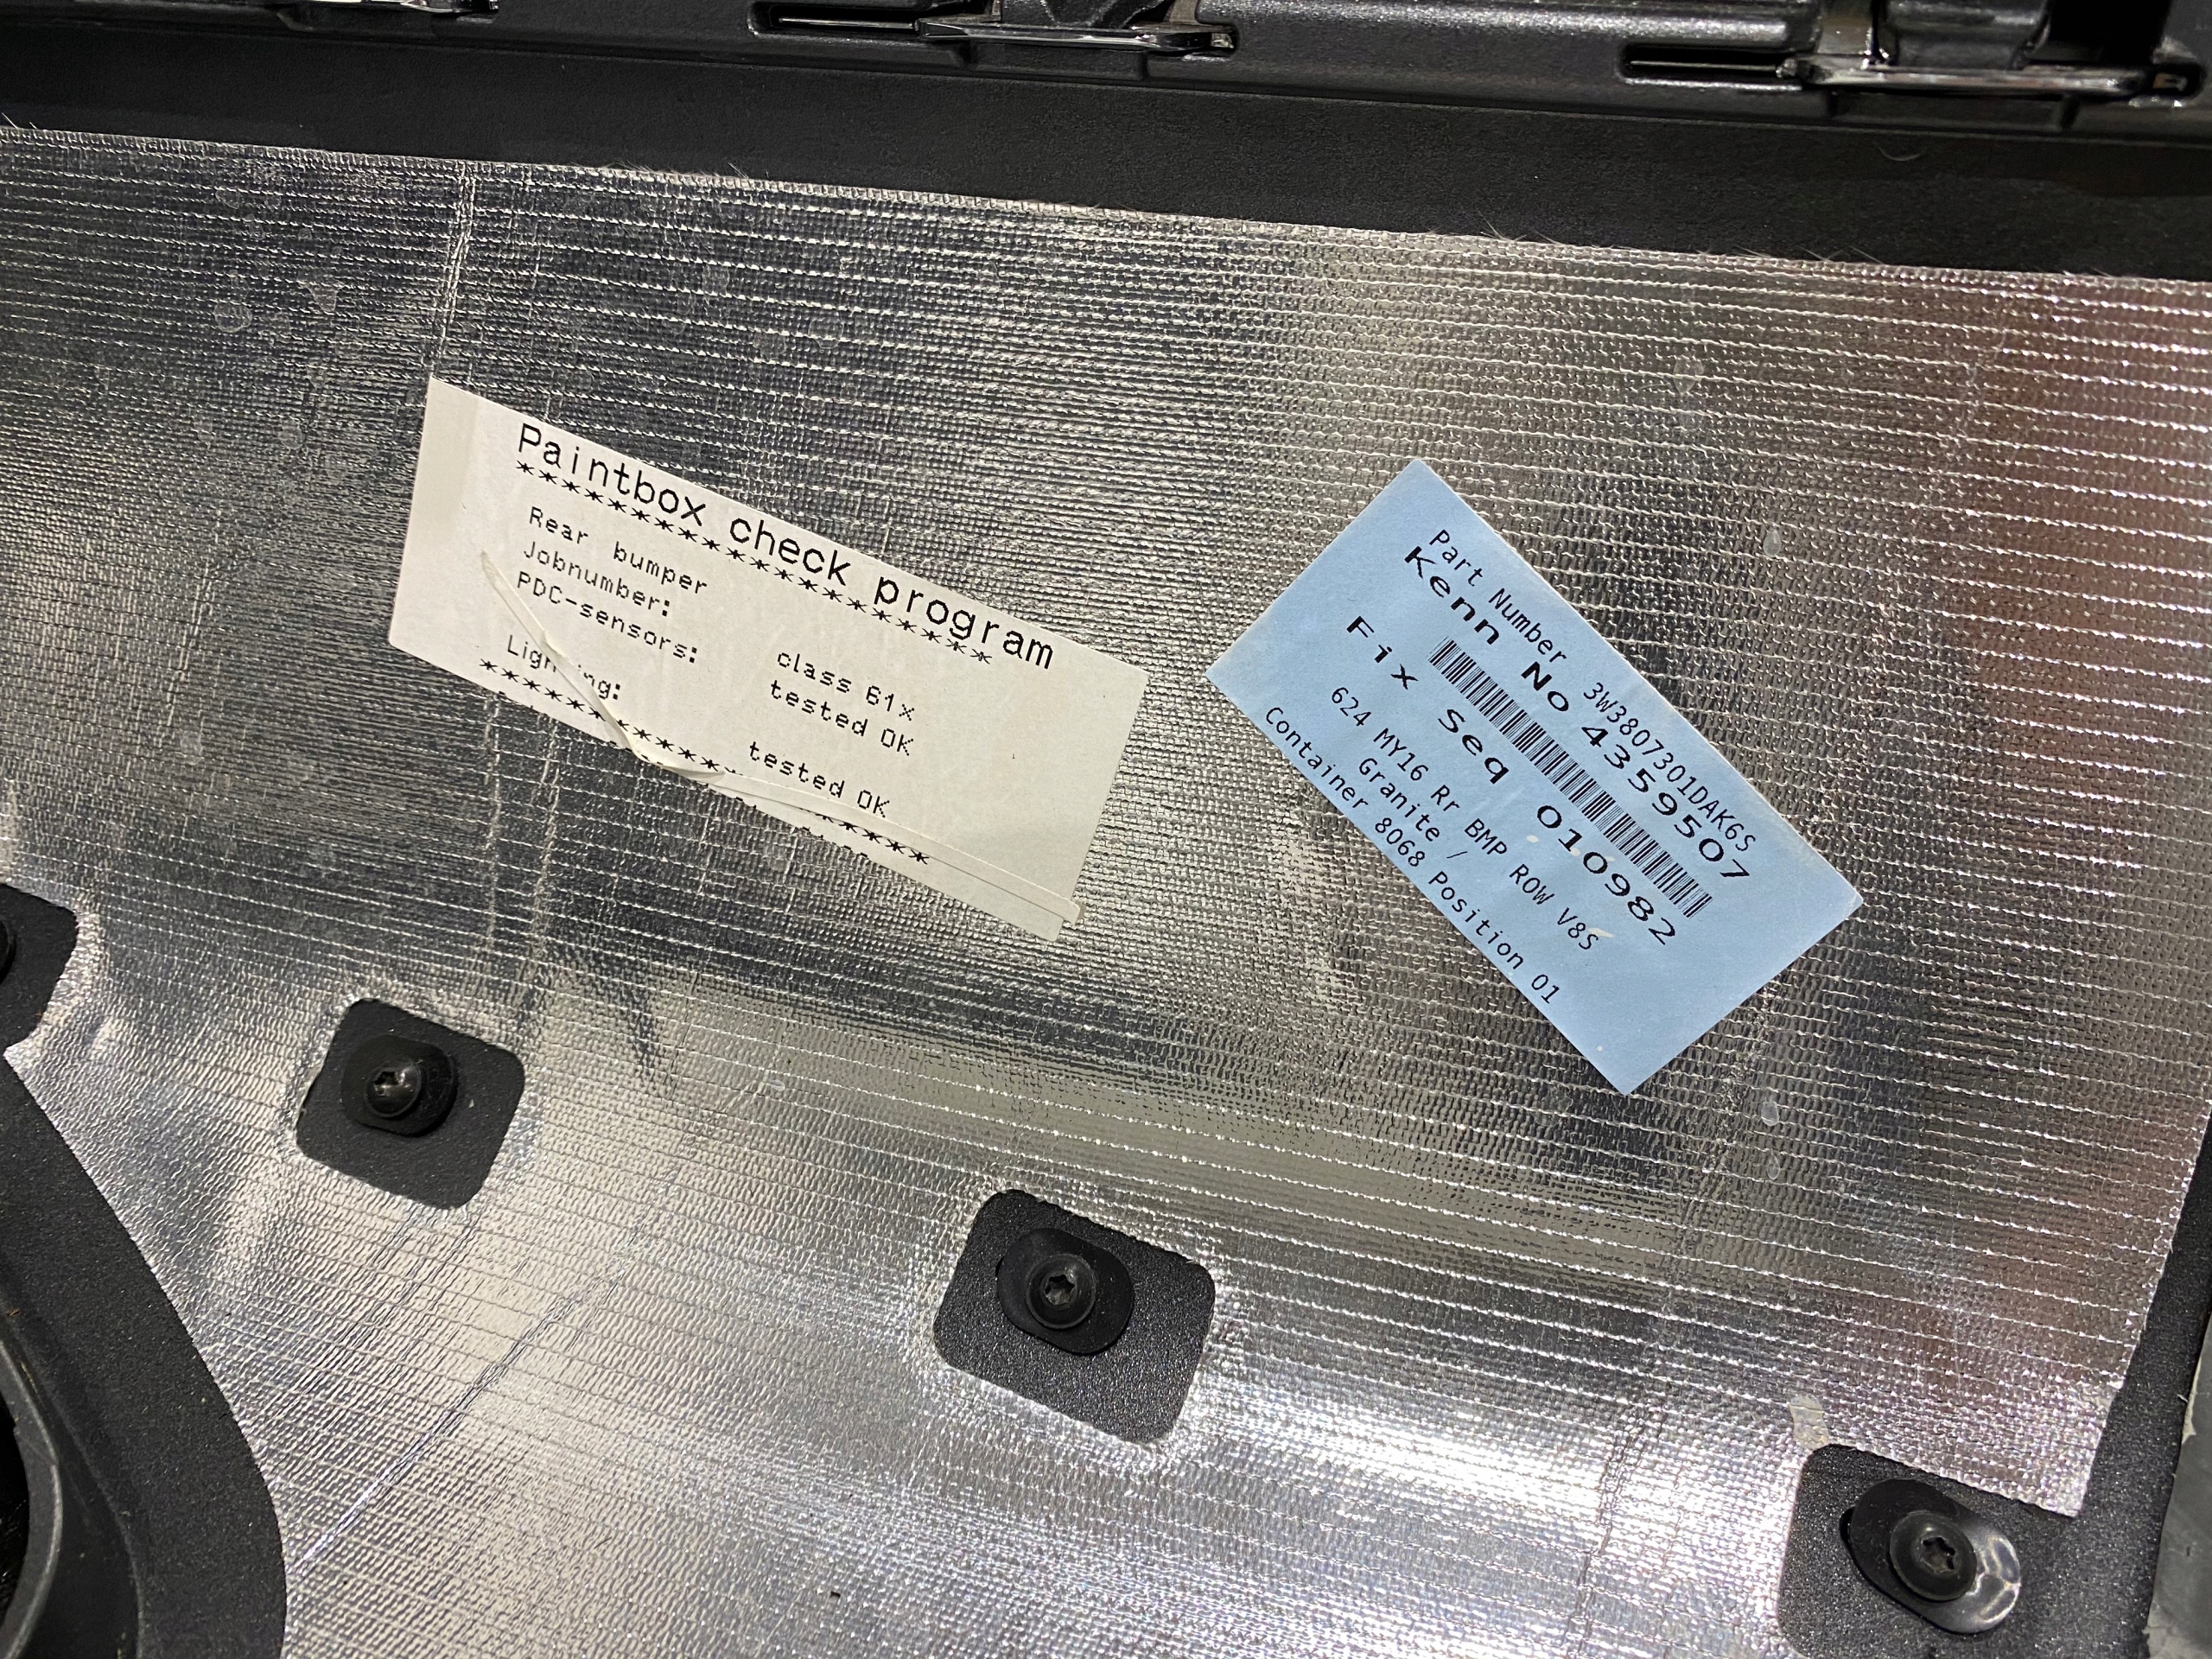 Paintbox check program
**************************
Rear bumper
Jobnumber: class 61x
PDC-sensors: tested OK
tested OK
Part Number 3W3807301DAK6S
Kenn No 4359507
Fix Seq 010982
624 MY16 Rr BMP ROW V8S
Granite /
Container 8068 Position 01